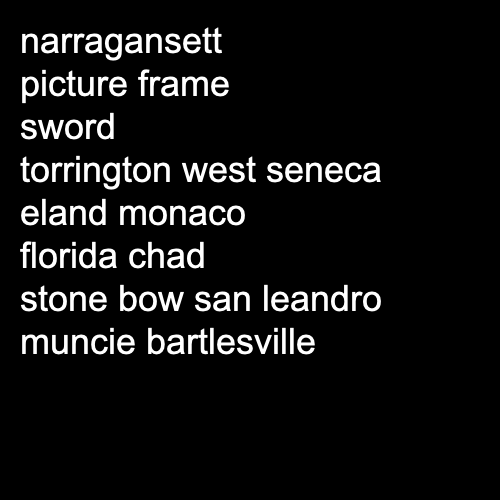 narragansett
picture frame
sword
torrington west seneca
eland monaco
florida chad
stone bow san leandro
muncie bartlesville